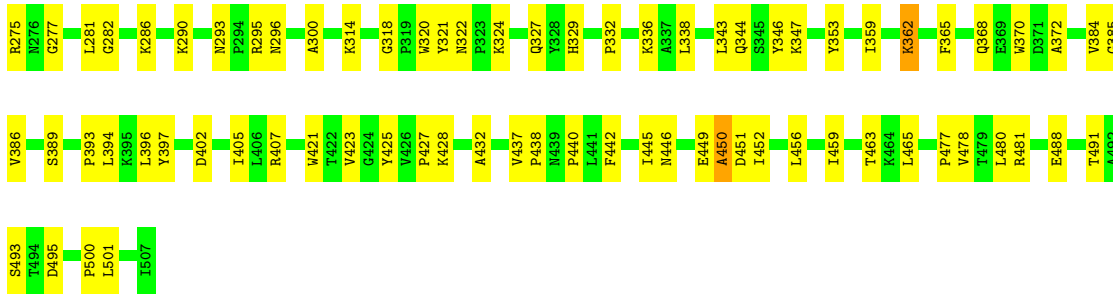 R275 N276 G277 L281 G282 K286 K290 N293 P294 R295 N296 A300 K314 G318 P319 W320 Y321 N322 P323 K324 Q327 Y328 H329 P332 K336 A337 L338 L343 Q344 S345 Y346 K347 Y353 I359 K362 F365 Q368 E369 W370 D371 A372 V384 G385
V386 S389 P393 L394 K395 L396 Y397 D402 I405 L406 R407 W421 T422 V423 G424 Y425 V426 P427 K428 A432 V437 P438 N439 P440 L441 F442 I445 N446 E449 A450 D451 I452 L456 I459 T463 K464 L465 P477 V478 T479 L480 R481 E488 T491 A492
S493 T494 D495 P500 L501 I507